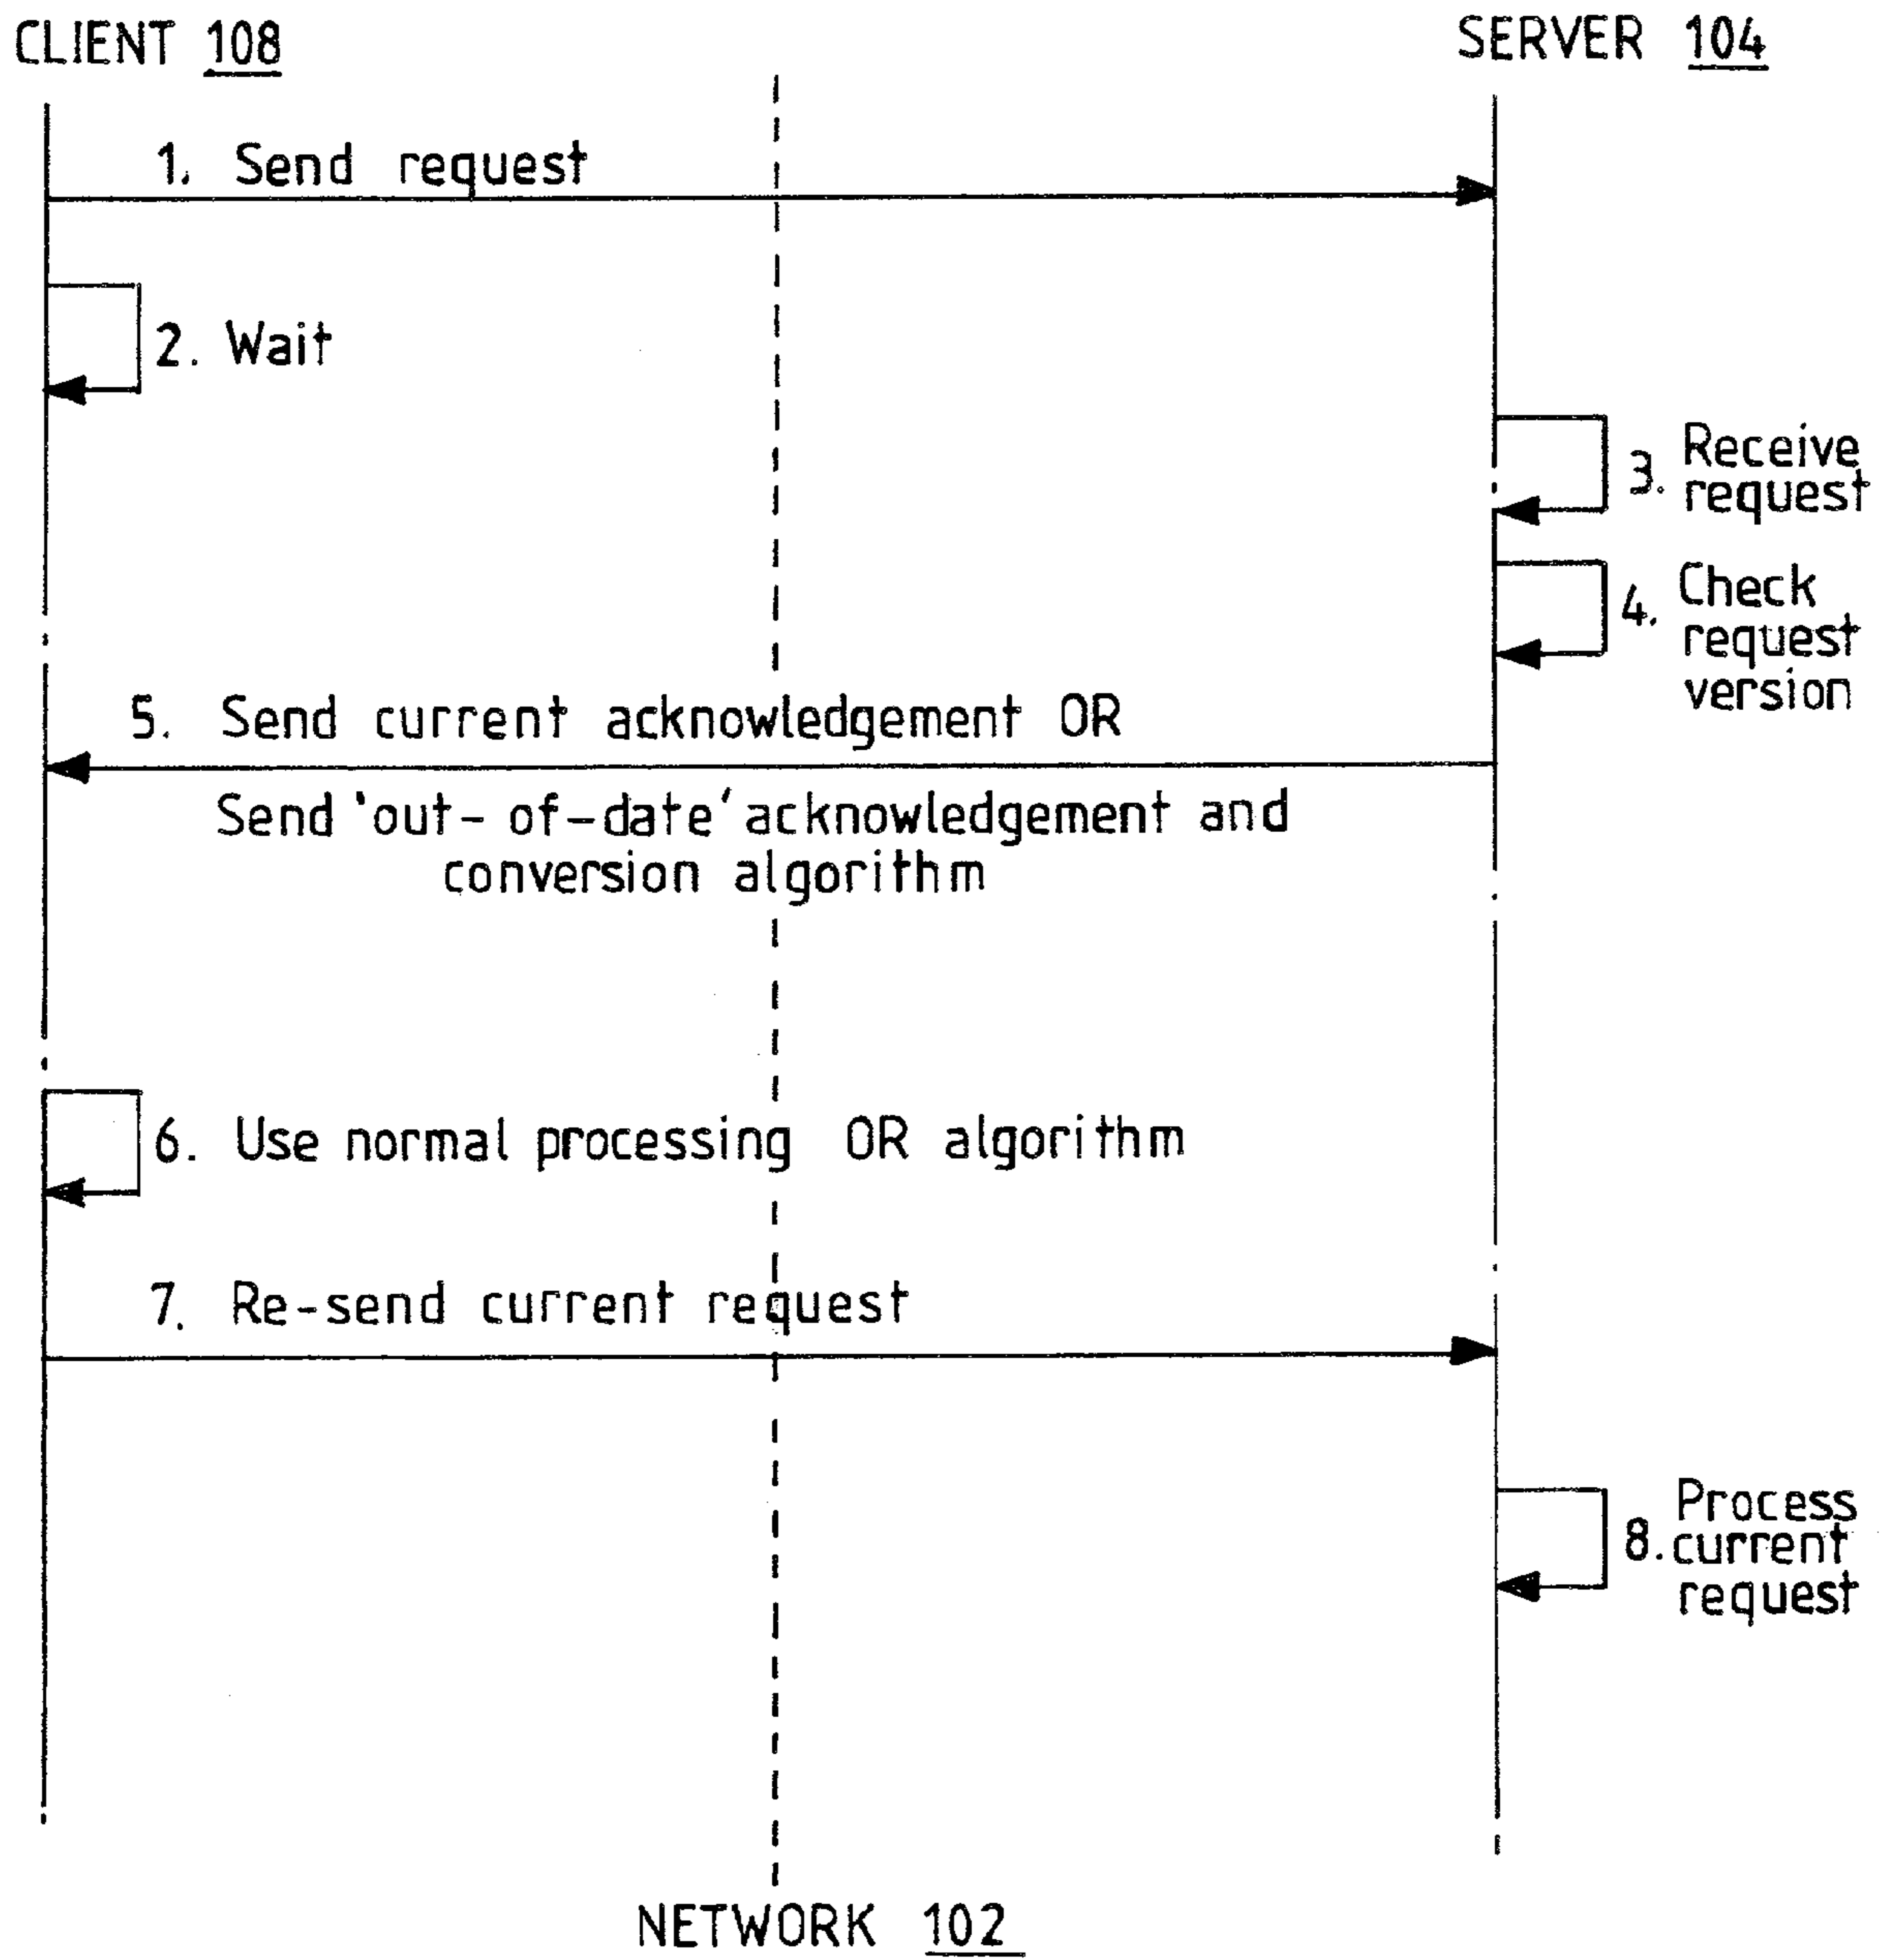 CLIENT 108
SERVER 104
1. Send request
2. Wait
3. Receive
request
4. Check
request
version
5. Send current acknowledgement OR
Send 'out-of-date' acknowledgement and
conversion algorithm
6. Use normal processing OR algorithm
7. Re-send current request
Process
8. current
request
NETWORK 102